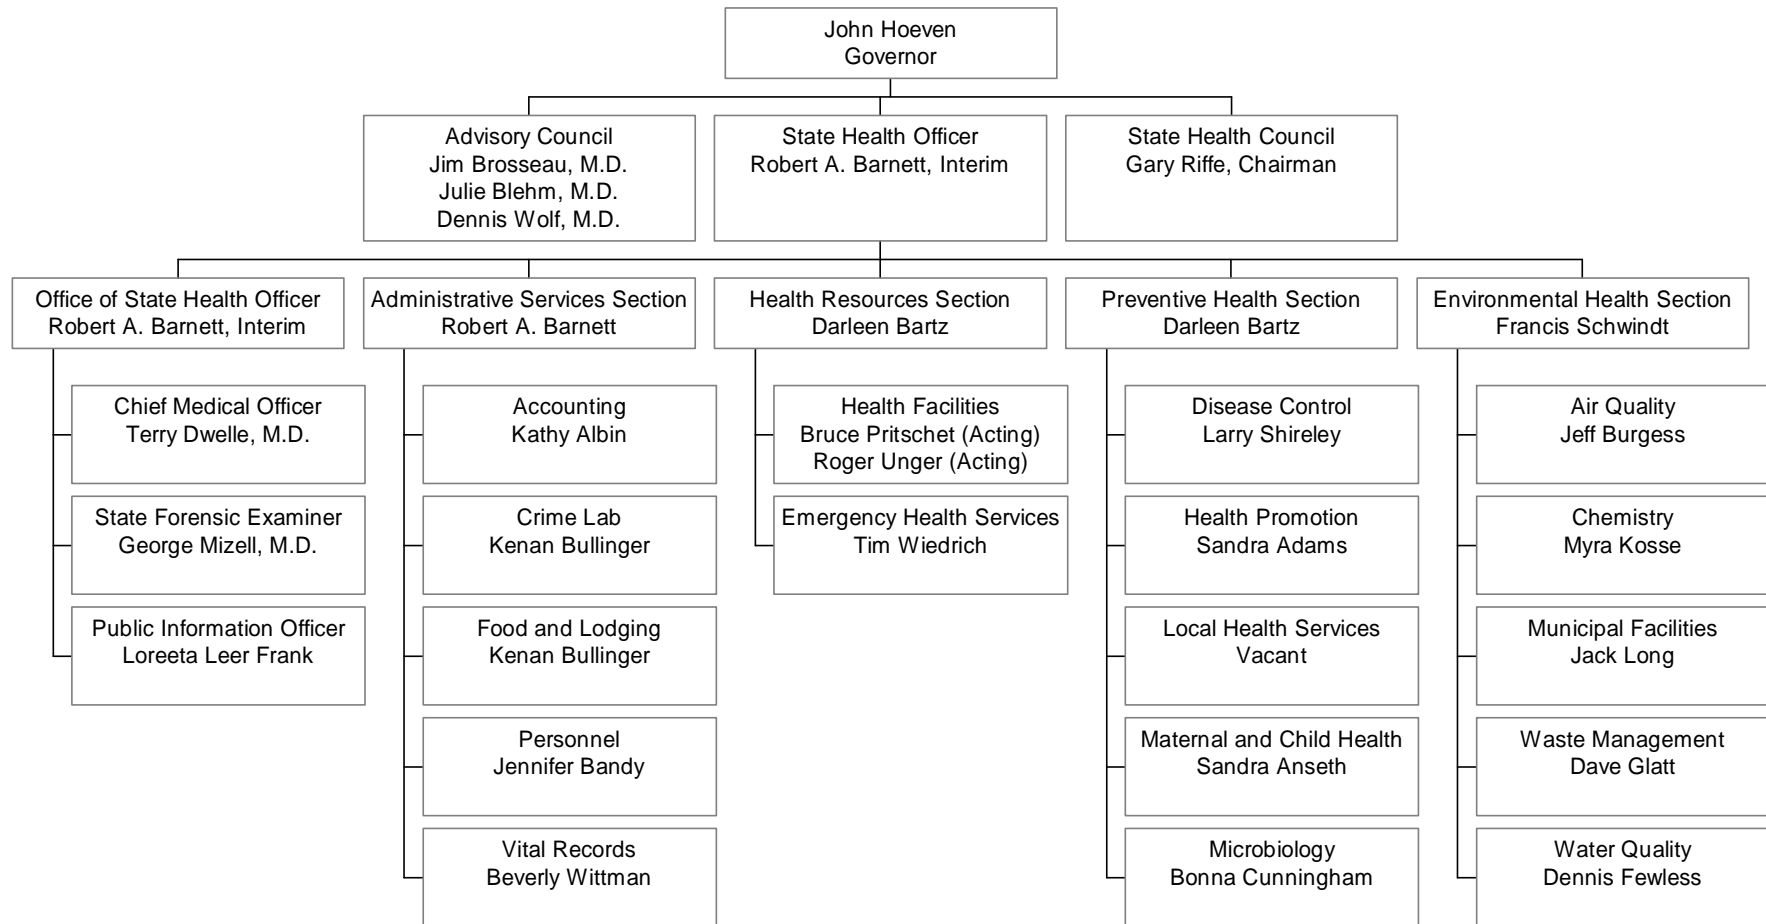 John Hoeven
Governor
Advisory Council
Jim Brosseau, M.D.
Julie Blehm, M.D.
Dennis Wolf, M.D.
State Health Officer
Robert A. Barnett, Interim
State Health Council
Gary Riffe, Chairman
Office of State Health Officer
Robert A. Barnett, Interim
Chief Medical Officer
Terry Dwelle, M.D.
State Forensic Examiner
George Mizell, M.D.
Public Information Officer
Loreeta Leer Frank
Administrative Services Section
Robert A. Barnett
Accounting
Kathy Albin
Crime Lab
Kenan Bullinger
Food and Lodging
Kenan Bullinger
Personnel
Jennifer Bandy
Vital Records
Beverly Wittman
Health Resources Section
Darleen Bartz
Health Facilities
Bruce Pritschet (Acting)
Roger Unger (Acting)
Emergency Health Services
Tim Wiedrich
Preventive Health Section
Darleen Bartz
Disease Control
Larry Shireley
Health Promotion
Sandra Adams
Local Health Services
Vacant
Maternal and Child Health
Sandra Anseth
Microbiology
Bonna Cunningham
Environmental Health Section
Francis Schwindt
Air Quality
Jeff Burgess
Chemistry
Myra Kosse
Municipal Facilities
Jack Long
Waste Management
Dave Glatt
Water Quality
Dennis Fewless